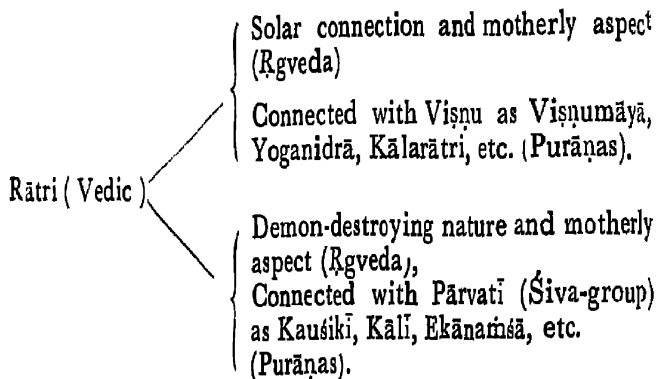 Solar connection and motherly aspect
(Ṛgveda)
Connected with Viṣṇu as Viṣṇumāyā,
Yoganidrā, Kālarātri, etc. (Purāṇas).
Rātri ( Vedic )
Demon-destroying nature and motherly
aspect (Ṛgveda),
Connected with Pārvatī (Śiva-group)
as Kauśikī, Kālī, Ekānaṁśā, etc.
(Purāṇas).